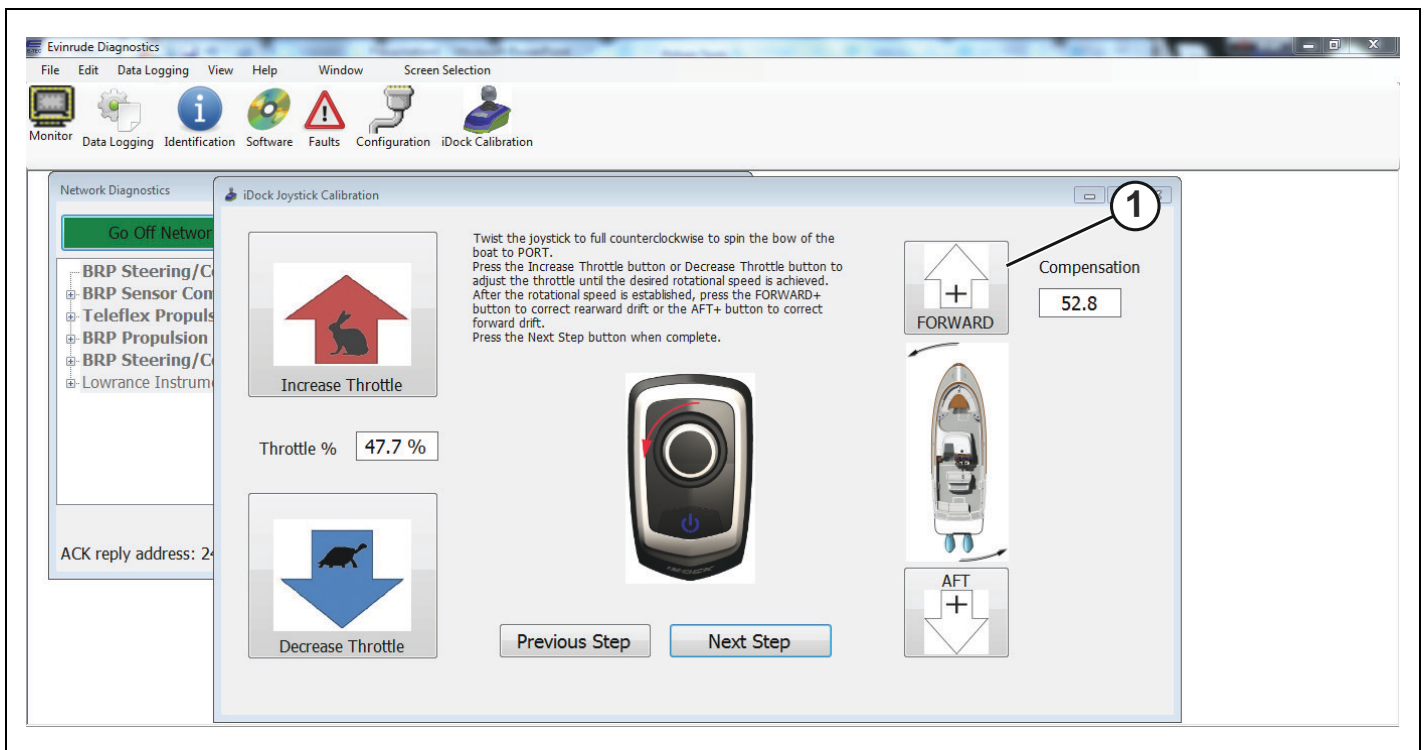 Evinrude Diagnostics
File Edit Data Logging View Help Window Screen Selection
Monitor Data Logging Identification Software Faults Configuration iDock Calibration
Network Diagnostics
Go Off Networ
BRP Steering/C
BRP Sensor Con
Teleflex Propuls
BRP Propulsion
BRP Steering/C
Lowrance Instrum
ACK reply address: 24
iDock Joystick Calibration
1
Increase Throttle
Throttle % 47.7 %
Decrease Throttle
Twist the joystick to full counterclockwise to spin the bow of the
boat to PORT.
Press the Increase Throttle button or Decrease Throttle button to
adjust the throttle until the desired rotational speed is achieved.
After the rotational speed is established, press the FORWARD+
button to correct rearward drift or the AFT+ button to correct
forward drift.
Press the Next Step button when complete.
Previous Step Next Step
+
FORWARD
Compensation
52.8
AFT
+